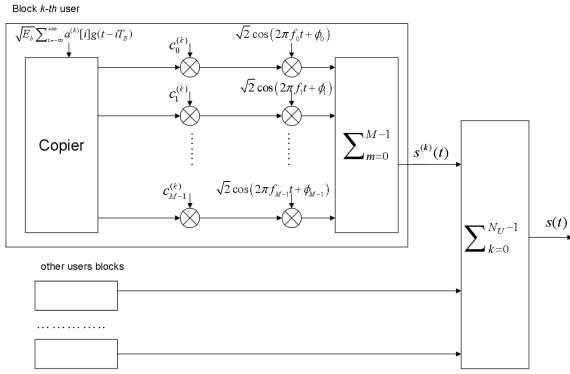 Block k-th user
√E_b ∑_{i=-∞}^{+∞} a^{(k)}[i]g(t-iT_B)
√2 cos(2πf_0t+ϕ_0)
c_0^{(k)}
√2 cos(2πf_1t+ϕ_1)
c_1^{(k)}
Copier
∑_{m=0}^{M-1}
s^{(k)}(t)
√2 cos(2πf_{M-1}t+ϕ_{M-1})
c_{M-1}^{(k)}
∑_{k=0}^{N_U-1}
s(t)
other users blocks